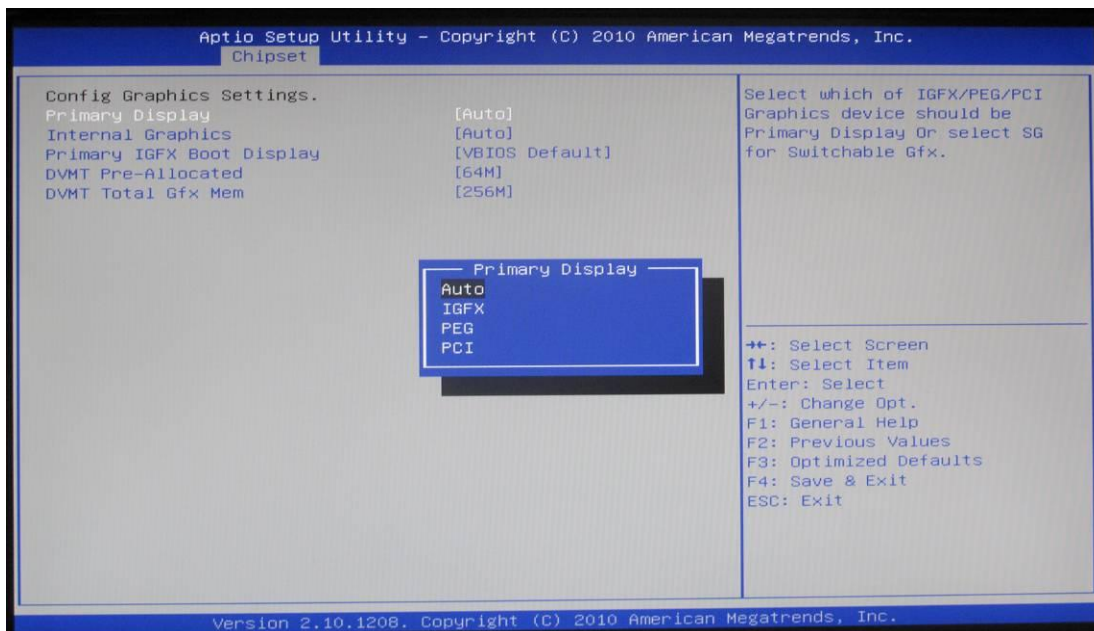 Aptio Setup Utility – Copyright (C) 2010 American Megatrends, Inc.
Chipset
Config Graphics Settings.
Primary Display [Auto]
Internal Graphics [Auto]
Primary IGFX Boot Display [VBIOS Default]
DVMT Pre-Allocated [64M]
DVMT Total Gfx Mem [256M]
Primary Display
Auto
IGFX
PEG
PCI
Select which of IGFX/PEG/PCI
Graphics device should be
Primary Display Or select SG
for Switchable Gfx.
→←: Select Screen
↑↓: Select Item
Enter: Select
+/-: Change Opt.
F1: General Help
F2: Previous Values
F3: Optimized Defaults
F4: Save & Exit
ESC: Exit
Version 2.10.1208. Copyright (C) 2010 American Megatrends, Inc.